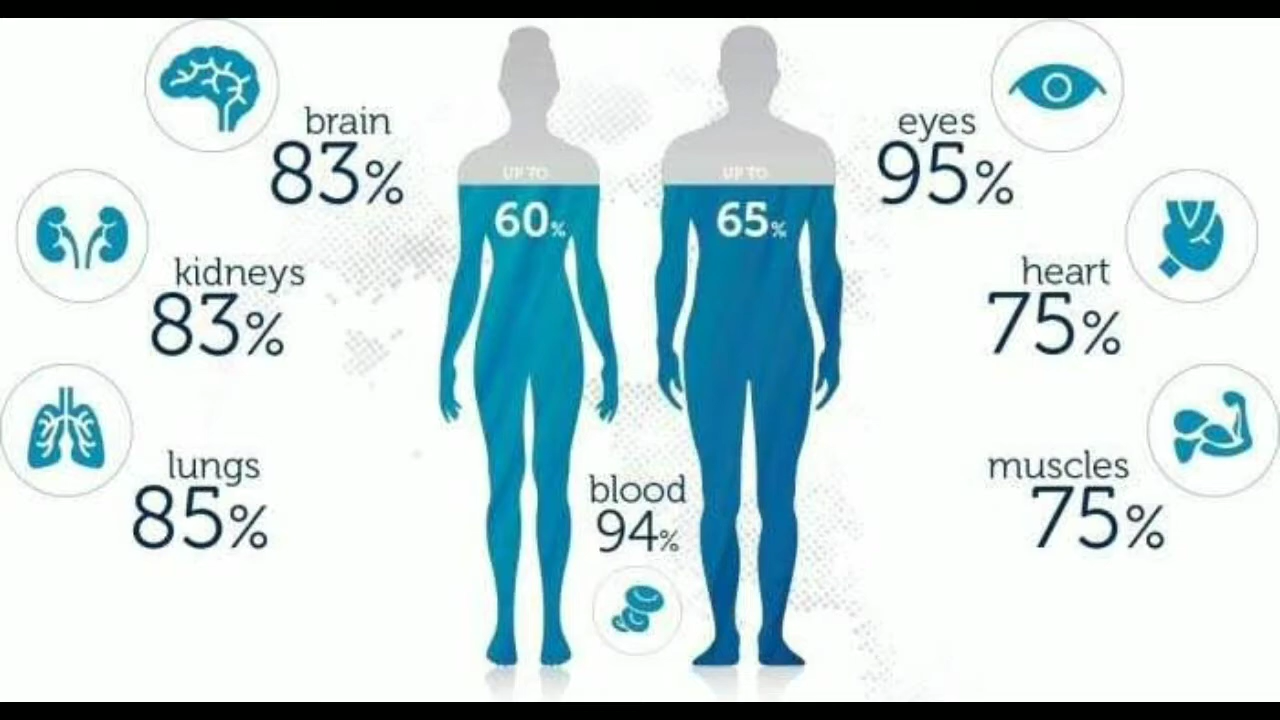 brain
83%
kidneys
83%
lungs
85%
UP TO
60%
UP TO
65%
blood
94%
eyes
95%
heart
75%
muscles
75%